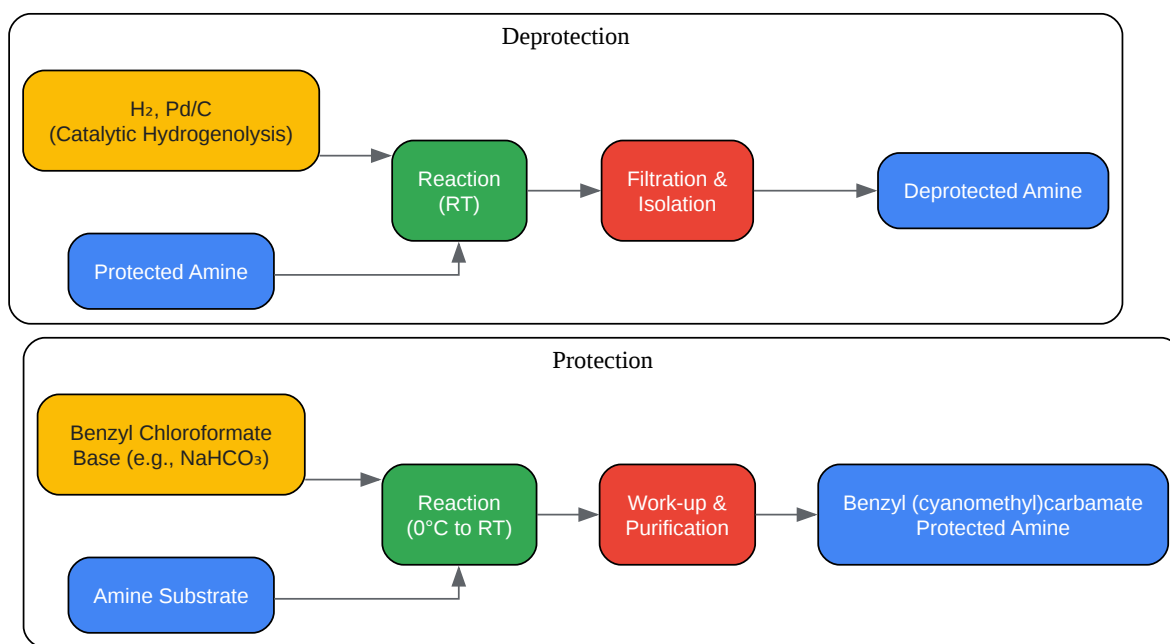 Deprotection
H₂, Pd/C
(Catalytic Hydrogenolysis)
Reaction
(RT)
Filtration &
Isolation
Deprotected Amine
Protected Amine
Protection
Benzyl Chloroformate
Base (e.g., NaHCO₃)
Reaction
(0°C to RT)
Work-up &
Purification
Benzyl (cyanomethyl)carbamate
Protected Amine
Amine Substrate